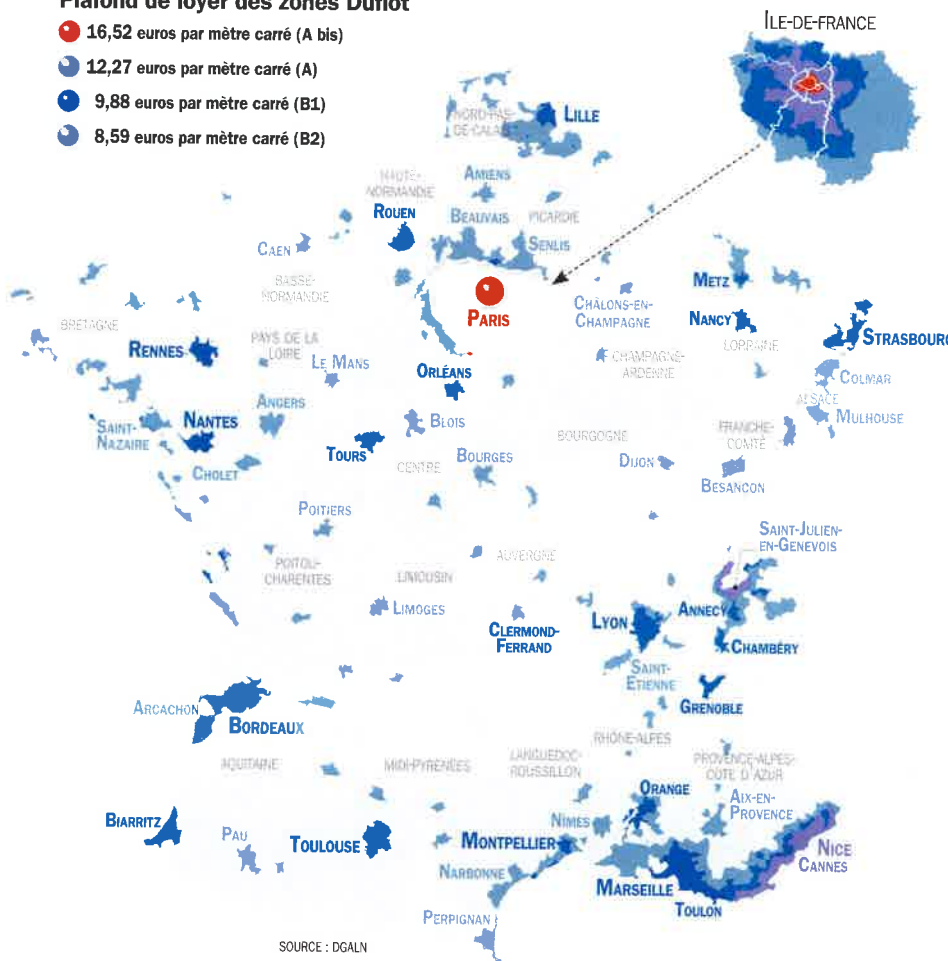 Plafond de loyer des zones Duflot
16,52 euros par mètre carré (A bis)
12,27 euros par mètre carré (A)
9,88 euros par mètre carré (B1)
8,59 euros par mètre carré (B2)
ÎLE-DE-FRANCE
NORD-PAS-
DE-CALAIS
LILLE
HAUTE-
NORMANDIE
AMIENS
ROUEN
BEAUVAIS
PICARDIE
CAEN
SENLIS
BASSE-
NORMANDIE
METZ
PARIS
CHÂLONS-EN-
CHAMPAGNE
NANCY
BRETAGNE
RENNES
PAYS DE LA
LOIRE
LE MANS
ORLÉANS
CHAMPAGNE-
ARDENNE
LORRAINE
STRASBOURG
COLMAR
ALSACE
MULHOUSE
SAINT-
NAZAIRE
NANTES
ANGERS
BLOIS
TOURS
BOURGOGNE
FRANCHE-
COMTÉ
CHOLET
CENTRE
BOURGES
DIJON
BESANCON
POITIERS
SAINT-JULIEN-
EN-GENEVOIS
POITOU-
CHARENTES
LIMOUSIN
AUVERGNE
LIMOGES
CLERMOND-
FERRAND
LYON
ANNECY
CHAMBÉRY
SAINT-
ETIENNE
GRENOBLE
ARCACHON
BORDEAUX
RHÔNE-ALPES
AQUITAINE
MIDI-PYRENÉES
LANGUEDOC-
ROUSSILLON
PROVENCE-ALPES-
CÔTE D'AZUR
ORANGE
AIX-EN-
PROVENCE
BIARRITZ
PAU
TOULOUSE
NIMES
MONTPELLIER
NICE
CANNES
NARBONNE
MARSEILLE
TOULON
PERPIGNAN
SOURCE : DGALN